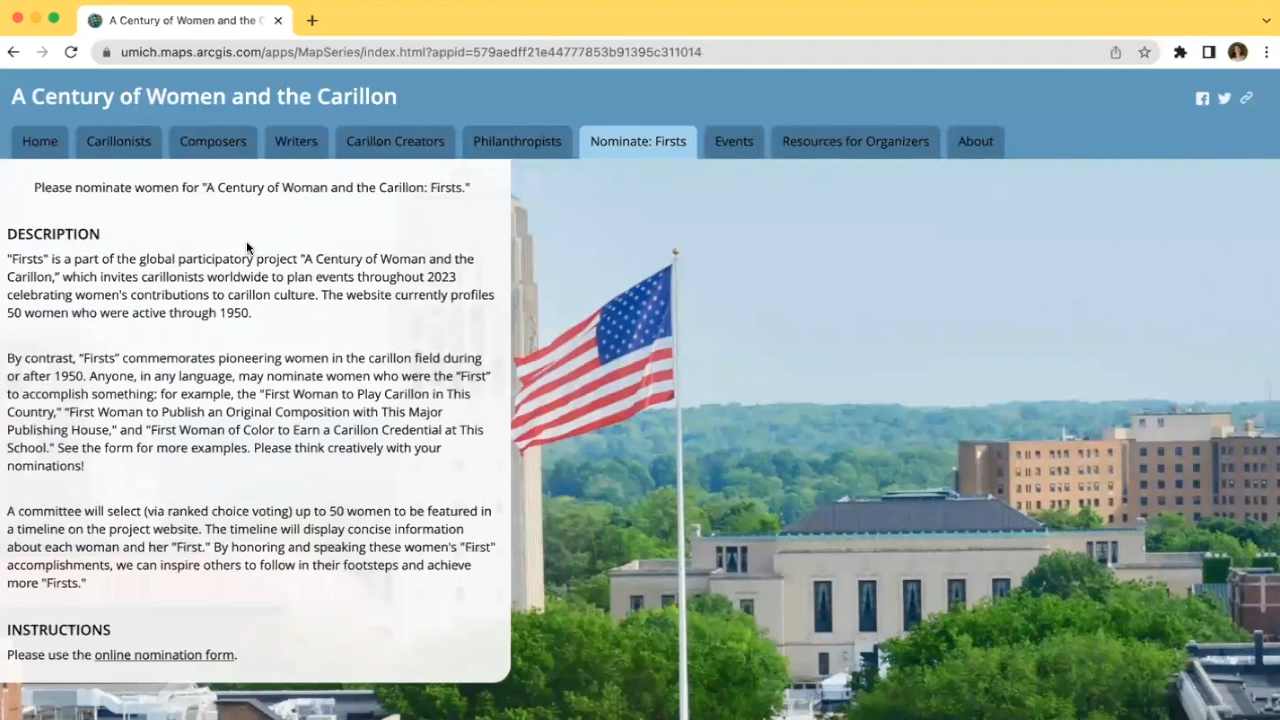 A Century of Women and the C
umich.maps.arcgis.com/apps/MapSeries/index.html?appid=579aedff21e44777853b91395c311014
A Century of Women and the Carillon
Home Carillonists Composers Writers Carillon Creators Philanthropists Nominate: Firsts Events Resources for Organizers About
Please nominate women for "A Century of Woman and the Carillon: Firsts."
DESCRIPTION
"Firsts" is a part of the global participatory project "A Century of Woman and the
Carillon," which invites carillonists worldwide to plan events throughout 2023
celebrating women's contributions to carillon culture. The website currently profiles
50 women who were active through 1950.
By contrast, "Firsts" commemorates pioneering women in the carillon field during
or after 1950. Anyone, in any language, may nominate women who were the "First"
to accomplish something: for example, the "First Woman to Play Carillon in This
Country," "First Woman to Publish an Original Composition with This Major
Publishing House," and "First Woman of Color to Earn a Carillon Credential at This
School." See the form for more examples. Please think creatively with your
nominations!
A committee will select (via ranked choice voting) up to 50 women to be featured in
a timeline on the project website. The timeline will display concise information
about each woman and her "First." By honoring and speaking these women's "First"
accomplishments, we can inspire others to follow in their footsteps and achieve
more "Firsts."
INSTRUCTIONS
Please use the online nomination form.